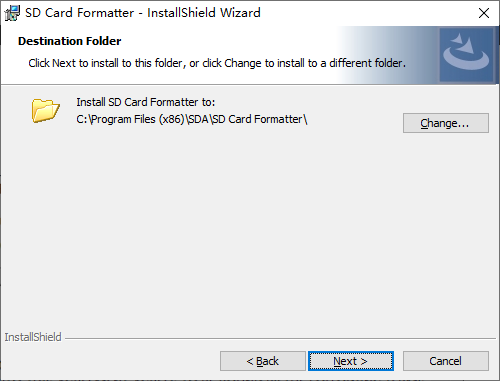 SD Card Formatter - InstallShield Wizard
Destination Folder
Click Next to install to this folder, or click Change to install to a different folder.
Install SD Card Formatter to:
C:\Program Files (x86)\SDA\SD Card Formatter\
Change...
InstallShield
< Back
Next >
Cancel